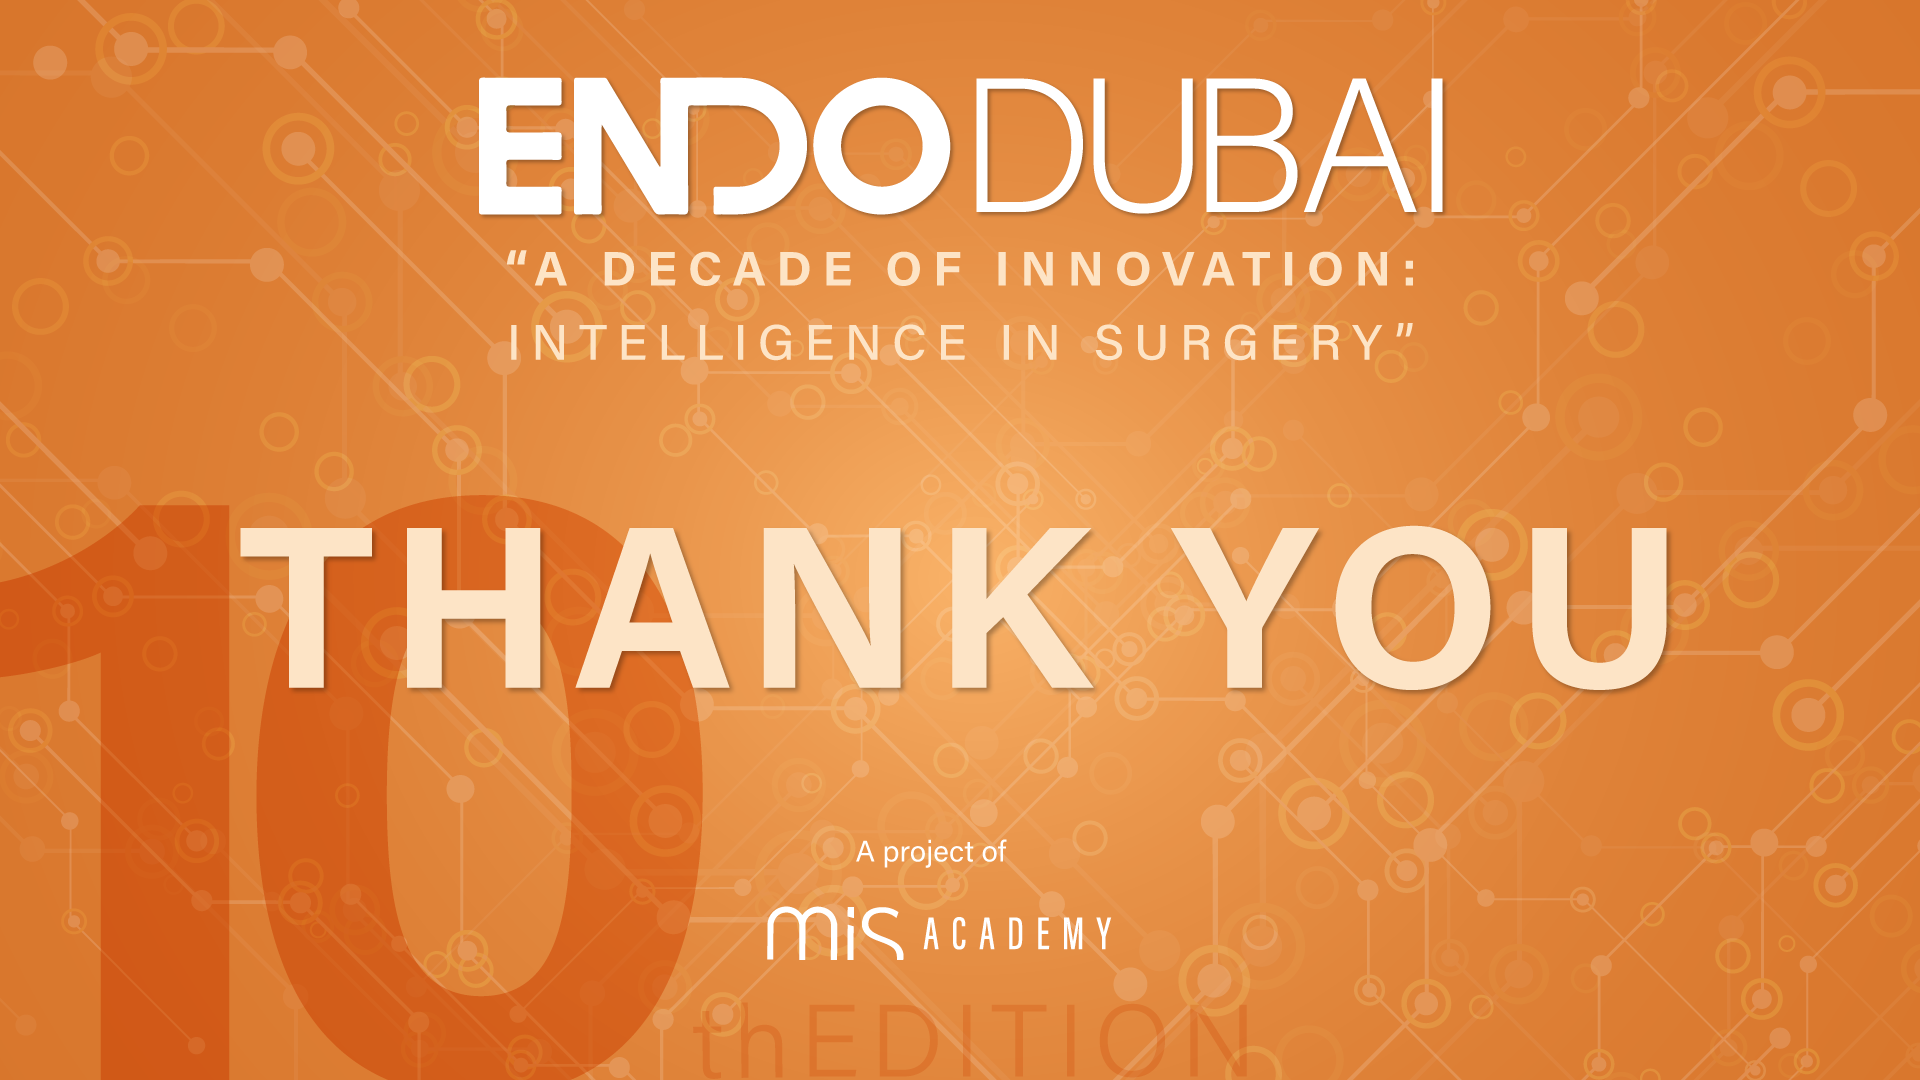 ENDODUBAI
“A DECADE OF INNOVATION:
INTELLIGENCE IN SURGERY”
THANK YOU
10
A project of
mis ACADEMY
thEDITION